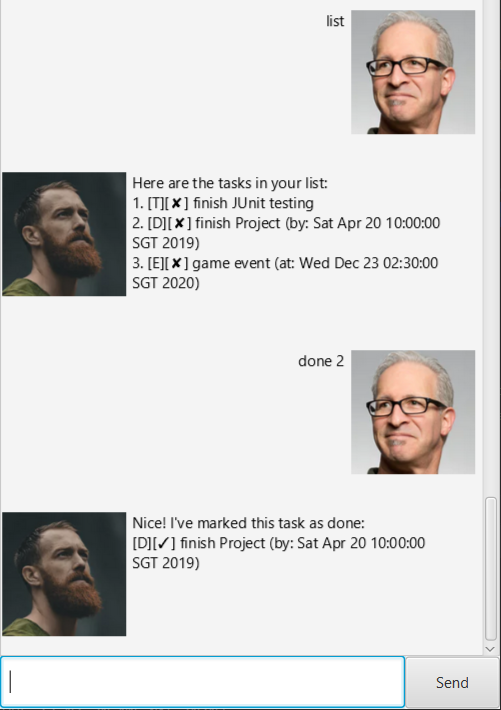 list
Here are the tasks in your list:
1. [T][✘] finish JUnit testing
2. [D][✘] finish Project (by: Sat Apr 20 10:00:00
SGT 2019)
3. [E][✘] game event (at: Wed Dec 23 02:30:00
SGT 2020)
done 2
Nice! I've marked this task as done:
[D][✓] finish Project (by: Sat Apr 20 10:00:00
SGT 2019)
Send